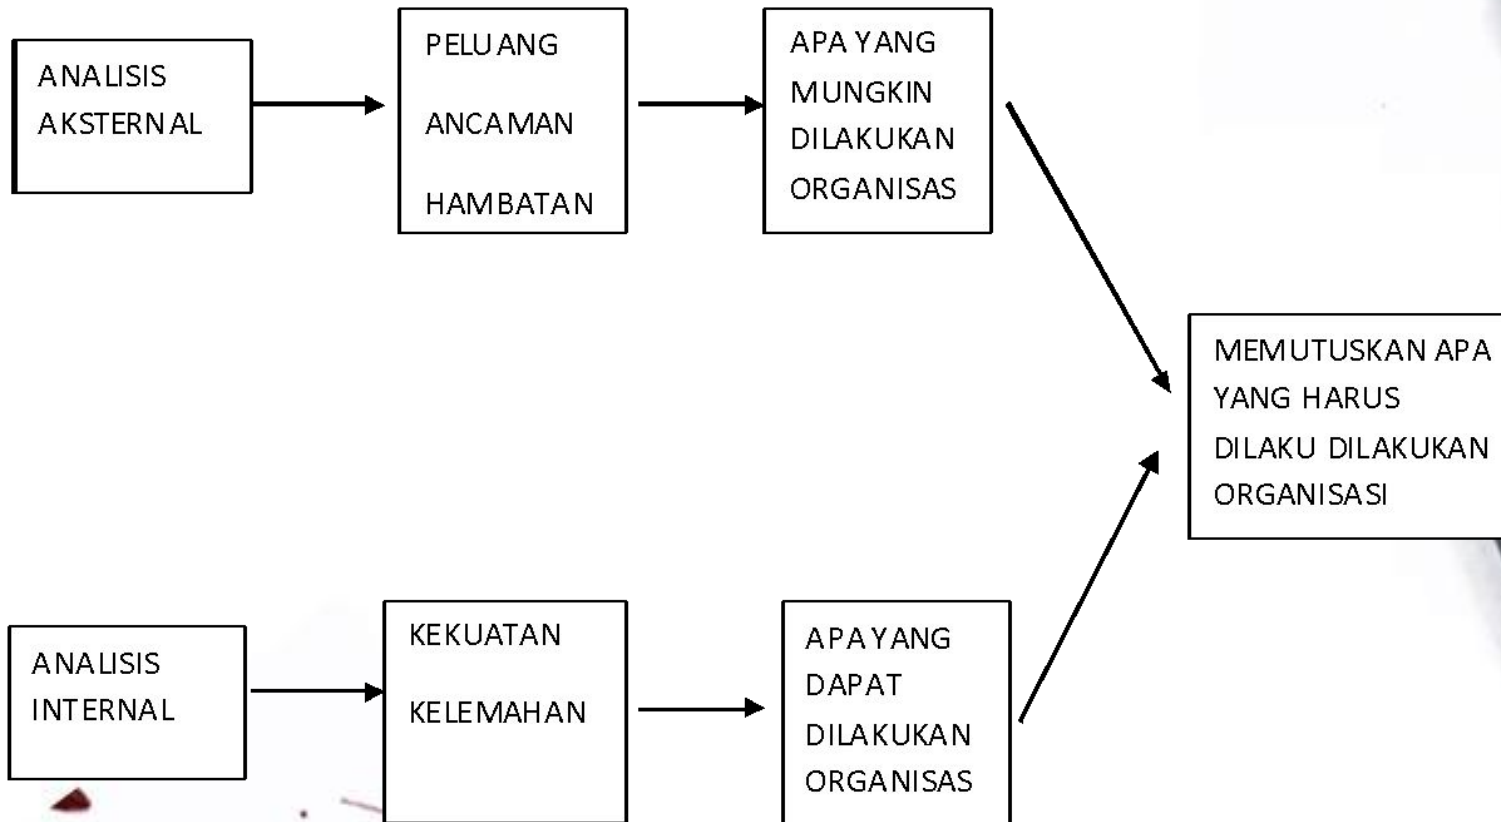 ANALISIS
AKSTERNAL
PELUANG
ANCAMAN
HAMBATAN
APA YANG
MUNGKIN
DILAKUKAN
ORGANISAS
MEMUTUSKAN APA
YANG HARUS
DILAKU DILAKUKAN
ORGANISASI
ANALISIS
INTERNAL
KEKUATAN
KELEMAHAN
APA YANG
DAPAT
DILAKUKAN
ORGANISAS